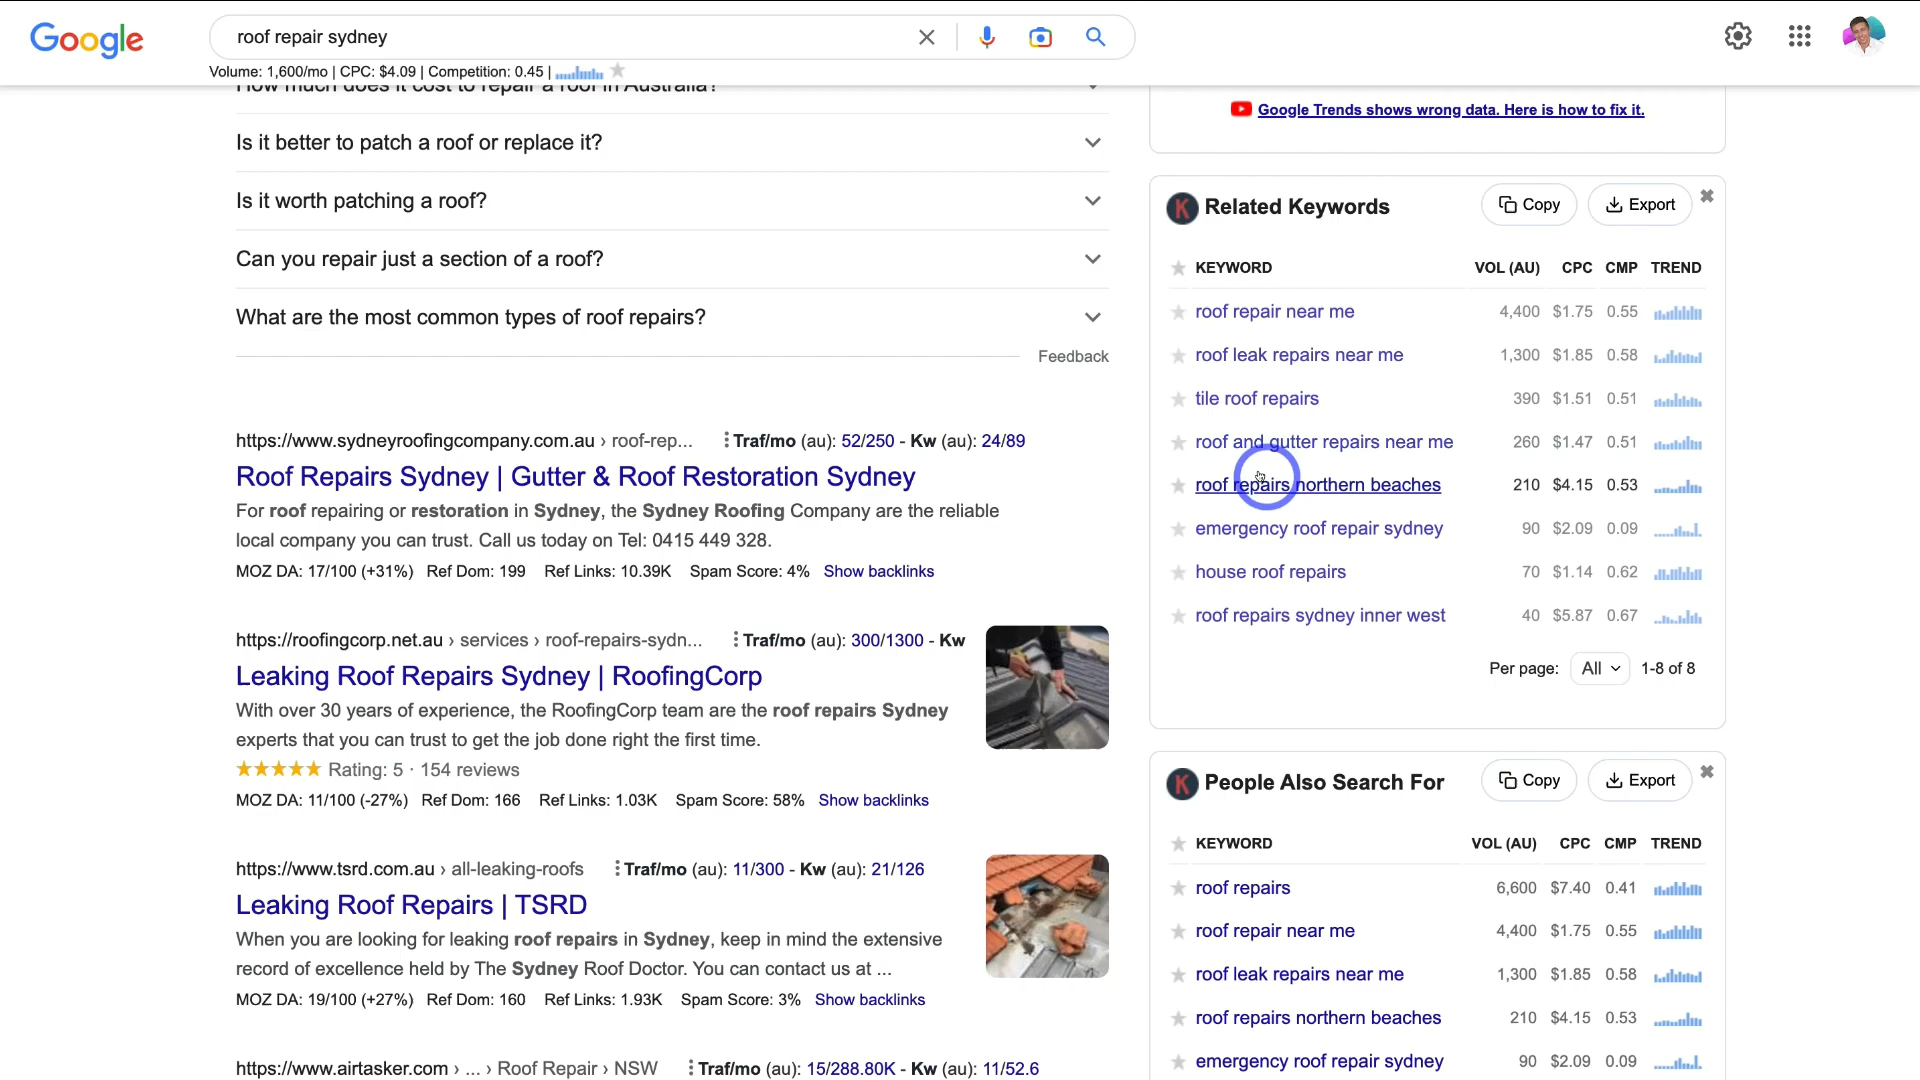 Google
roof repair sydney
Volume: 1,600/mo | CPC: $4.09 | Competition: 0.45 |
How much does it cost to repair a roof in Australia?
Is it better to patch a roof or replace it?
Is it worth patching a roof?
Can you repair just a section of a roof?
What are the most common types of roof repairs?
Feedback
https://www.sydneyroofingcompany.com.au › roof-rep... Traf/mo (au): 52/250 - Kw (au): 24/89
Roof Repairs Sydney | Gutter & Roof Restoration Sydney
For roof repairing or restoration in Sydney, the Sydney Roofing Company are the reliable
local company you can trust. Call us today on Tel: 0415 449 328.
MOZ DA: 17/100 (+31%) Ref Dom: 199 Ref Links: 10.39K Spam Score: 4% Show backlinks
https://roofingcorp.net.au › services › roof-repairs-sydn... Traf/mo (au): 300/1300 - Kw
Leaking Roof Repairs Sydney | RoofingCorp
With over 30 years of experience, the RoofingCorp team are the roof repairs Sydney
experts that you can trust to get the job done right the first time.
★★★★★ Rating: 5 · 154 reviews
MOZ DA: 11/100 (-27%) Ref Dom: 166 Ref Links: 1.03K Spam Score: 58% Show backlinks
https://www.tsrd.com.au › all-leaking-roofs Traf/mo (au): 11/300 - Kw (au): 21/126
Leaking Roof Repairs | TSRD
When you are looking for leaking roof repairs in Sydney, keep in mind the extensive
record of excellence held by The Sydney Roof Doctor. You can contact us at ...
MOZ DA: 19/100 (+27%) Ref Dom: 160 Ref Links: 1.93K Spam Score: 3% Show backlinks
https://www.airtasker.com › ... › Roof Repair › NSW Traf/mo (au): 15/288.80K - Kw (au): 11/52.6
Google Trends shows wrong data. Here is how to fix it.
K Related Keywords Copy Export
KEYWORD VOL (AU) CPC CMP TREND
roof repair near me 4,400 $1.75 0.55
roof leak repairs near me 1,300 $1.85 0.58
tile roof repairs 390 $1.51 0.51
roof and gutter repairs near me 260 $1.47 0.51
roof repairs northern beaches 210 $4.15 0.53
emergency roof repair sydney 90 $2.09 0.09
house roof repairs 70 $1.14 0.62
roof repairs sydney inner west 40 $5.87 0.67
Per page: All 1-8 of 8
K People Also Search For Copy Export
KEYWORD VOL (AU) CPC CMP TREND
roof repairs 6,600 $7.40 0.41
roof repair near me 4,400 $1.75 0.55
roof leak repairs near me 1,300 $1.85 0.58
roof repairs northern beaches 210 $4.15 0.53
emergency roof repair sydney 90 $2.09 0.09